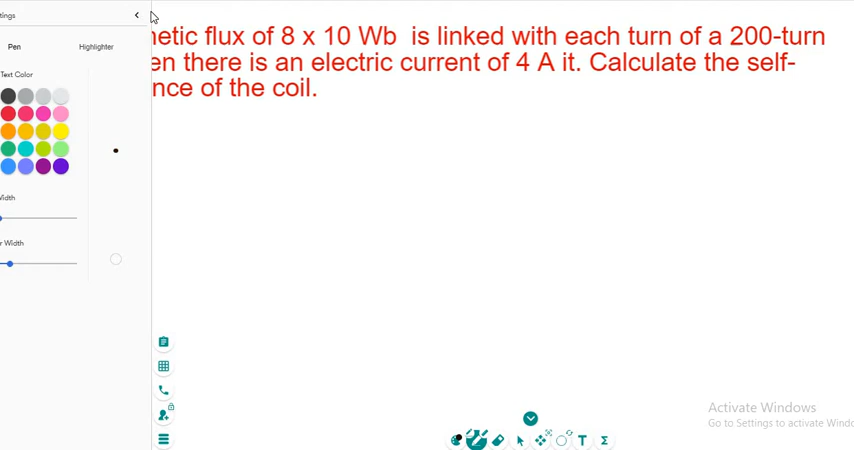 tings
Pen Highlighter
Text Color
Width
r Width
netic flux of 8 x 10 Wb is linked with each turn of a 200-turn
en there is an electric current of 4 A it. Calculate the self-
nce of the coil.
Activate Windows
Go to Settings to activate Windo
T
Σ